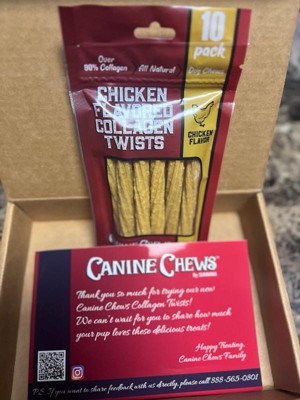 10
pack
Over
90% Collagen
All Natural
Dog Chews
CHICKEN
FLAVORED
COLLAGEN
TWISTS
CHICKEN
FLAVOR
CANINE CHEWS
Thank you so much for trying our new
Canine Chews Collagen Twists!
We can't wait for you to share how much
your pup loves these delicious treats!
Happy Treating,
Canine Chews Family
P.S. If you want to share feedback with us directly, please call 888-565-0801